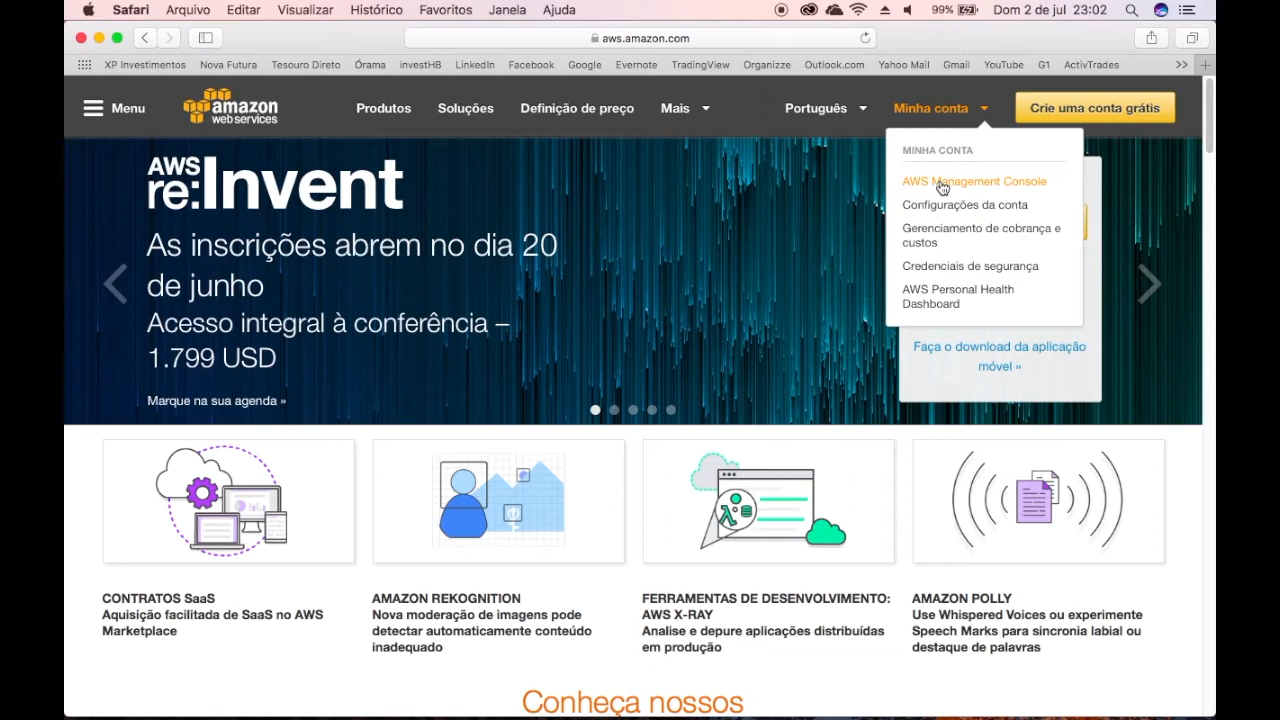 Safari Arquivo Editar Visualizar Histórico Favoritos Janela Ajuda 99% Dom 2 de jul 23:02
aws.amazon.com
XP Investimentos Nova Futura Tesouro Direto Órama investHB LinkedIn Facebook Google Evernote TradingView Organizze Outlook.com Yahoo Mail Gmail YouTube G1 ActivTrades
Menu
amazon
web services
Produtos Soluções Definição de preço Mais Português Minha conta Crie uma conta grátis
MINHA CONTA
AWS Management Console
Configurações da conta
Gerenciamento de cobrança e
custos
Credenciais de segurança
AWS Personal Health
Dashboard
Faça o download da aplicação
móvel »
AWS
re:Invent
As inscrições abrem no dia 20
de junho
Acesso integral à conferência –
1.799 USD
Marque na sua agenda »
CONTRATOS SaaS
Aquisição facilitada de SaaS no AWS
Marketplace
AMAZON REKOGNITION
Nova moderação de imagens pode
detectar automaticamente conteúdo
inadequado
FERRAMENTAS DE DESENVOLVIMENTO:
AWS X-RAY
Analise e depure aplicações distribuídas
em produção
AMAZON POLLY
Use Whispered Voices ou experimente
Speech Marks para sincronia labial ou
destaque de palavras
Conheça nossos